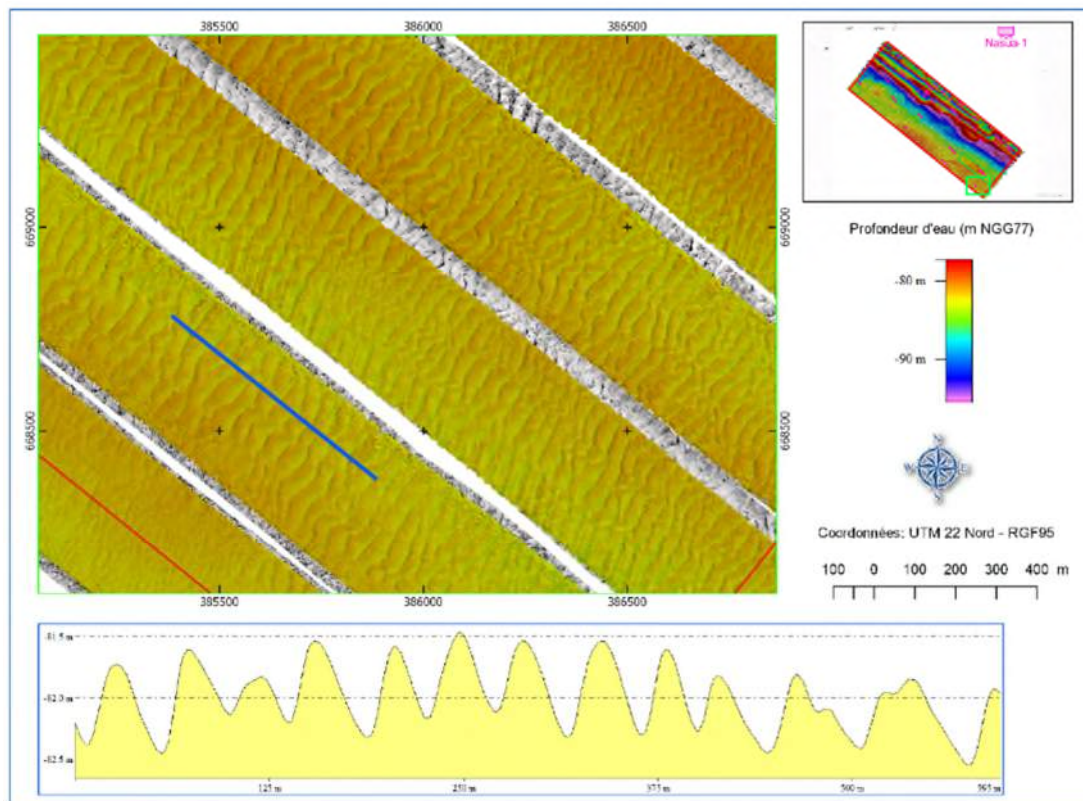 385500 386000 386500
669000
668500
669000
668500
385500 386000 386500
Nasua-1
Profondeur d'eau (m NGG77)
-80 m
-90 m
N
W E
S
Coordonnées: UTM 22 Nord - RGF95
100 0 100 200 300 400 m
-81.5 m
-82.0 m
-82.5 m
125 m 250 m 375 m 500 m 595 m